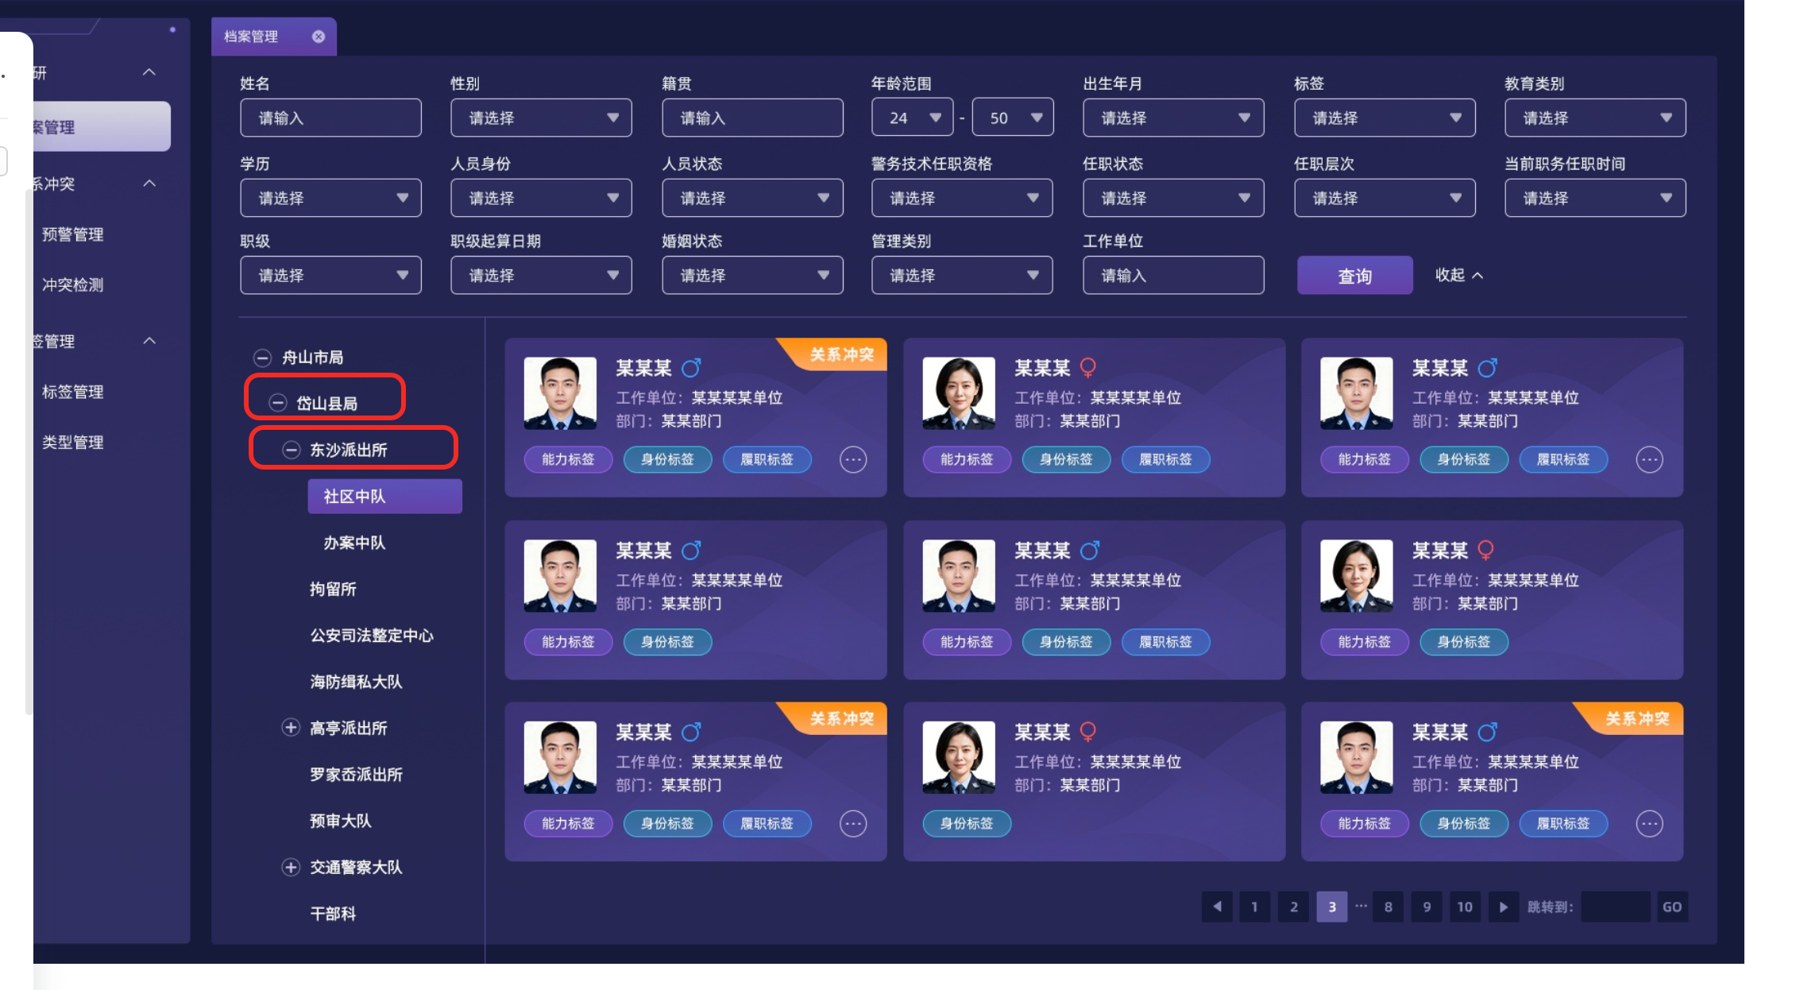 研
案管理
系冲突
预警管理
冲突检测
签管理
标签管理
类型管理
档案管理
姓名 性别 籍贯 年龄范围 出生年月 标签 教育类别
请输入 请选择 请输入 24 - 50 请选择 请选择 请选择
学历 人员身份 人员状态 警务技术任职资格 任职状态 任职层次 当前职务任职时间
请选择 请选择 请选择 请选择 请选择 请选择 请选择
职级 职级起算日期 婚姻状态 管理类别 工作单位
请选择 请选择 请选择 请选择 请输入 查询 收起
舟山市局
岱山县局
东沙派出所
社区中队
办案中队
拘留所
公安司法整定中心
海防缉私大队
高亭派出所
罗家岙派出所
预审大队
交通警察大队
干部科
关系冲突
某某某 ♂
工作单位：某某某某单位
部门：某某部门
能力标签 身份标签 履职标签 ···
某某某 ♀
工作单位：某某某某单位
部门：某某部门
能力标签 身份标签 履职标签
某某某 ♂
工作单位：某某某某单位
部门：某某部门
能力标签 身份标签 履职标签 ···
某某某 ♂
工作单位：某某某某单位
部门：某某部门
能力标签 身份标签
某某某 ♂
工作单位：某某某某单位
部门：某某部门
能力标签 身份标签 履职标签
某某某 ♀
工作单位：某某某某单位
部门：某某部门
能力标签 身份标签
关系冲突
某某某 ♂
工作单位：某某某某单位
部门：某某部门
能力标签 身份标签 履职标签 ···
某某某 ♀
工作单位：某某某某单位
部门：某某部门
身份标签
关系冲突
某某某 ♂
工作单位：某某某某单位
部门：某某部门
能力标签 身份标签 履职标签 ···
1 2 3 ··· 8 9 10 跳转到： GO